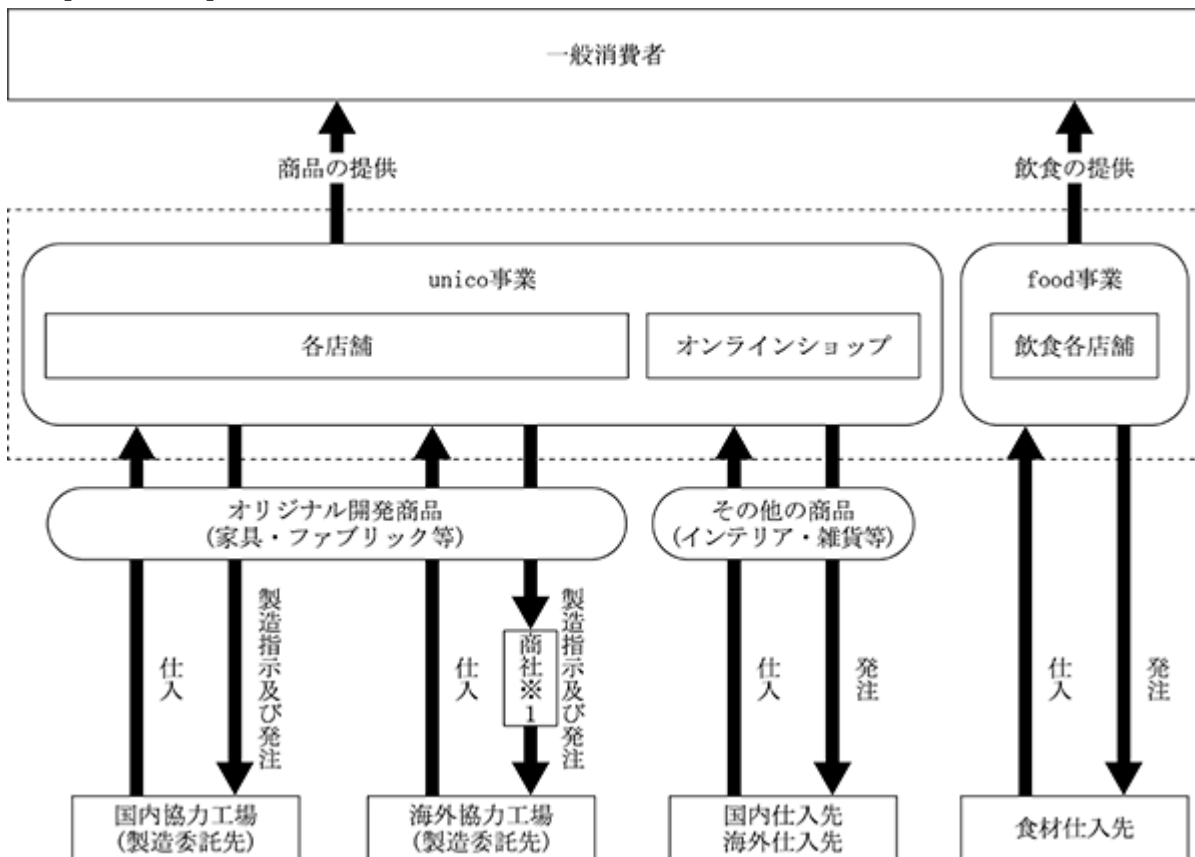 一般消費者
商品の提供
飲食の提供
unico事業
food事業
各店舗
オンラインショップ
飲食各店舗
オリジナル開発商品
(家具・ファブリック等)
その他の商品
(インテリア・雑貨等)
仕入
製造指示及び発注
仕入
商社※1
製造指示及び発注
仕入
発注
仕入
発注
国内協力工場
(製造委託先)
海外協力工場
(製造委託先)
国内仕入先
海外仕入先
食材仕入先